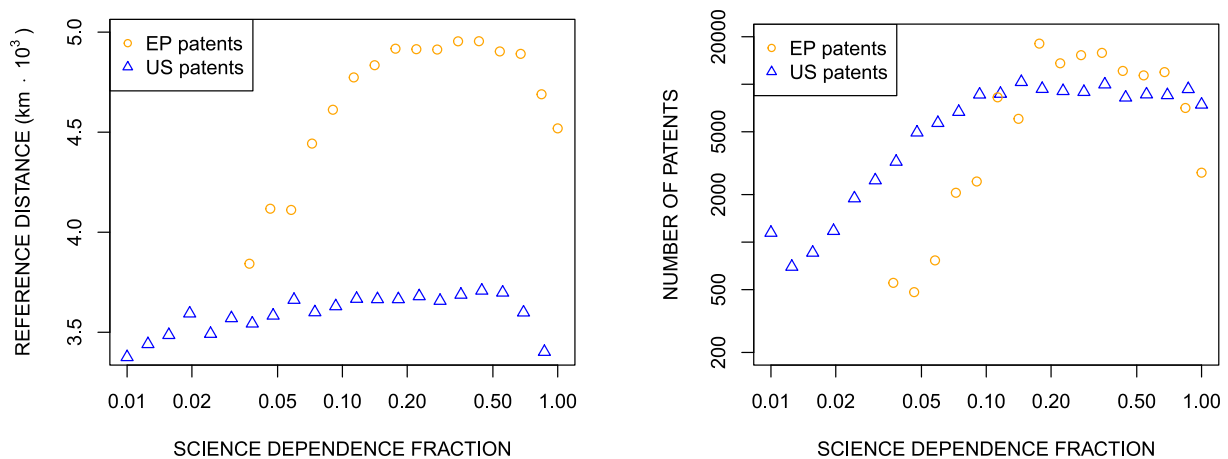 EP patents
US patents
REFERENCE DISTANCE (km · 10³)
5.0
4.5
4.0
3.5
0.01 0.02 0.05 0.10 0.20 0.50 1.00
SCIENCE DEPENDENCE FRACTION
EP patents
US patents
NUMBER OF PATENTS
20000
5000
2000
500
200
0.01 0.02 0.05 0.10 0.20 0.50 1.00
SCIENCE DEPENDENCE FRACTION